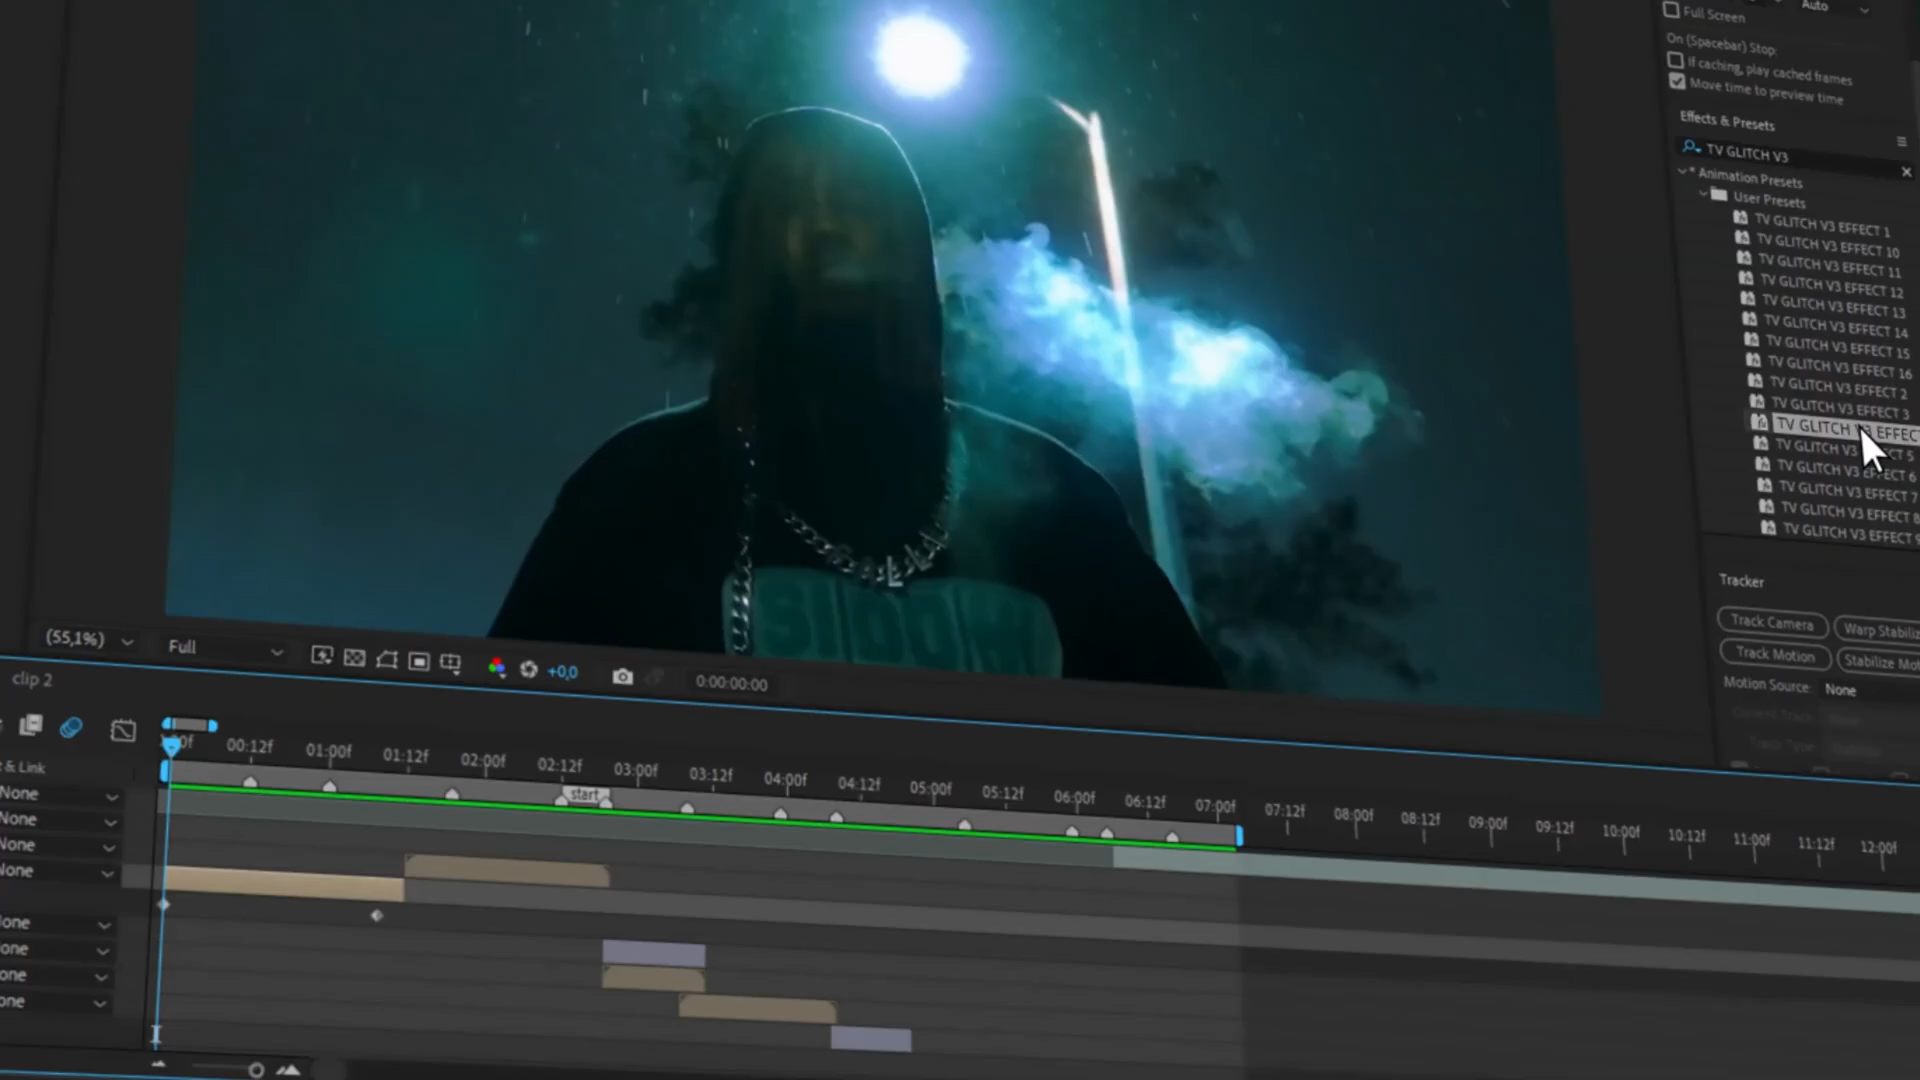 Auto
Full Screen
On (Spacebar) Stop:
If caching, play cached frames
Move time to preview time
Effects & Presets
TV GLITCH V3
* Animation Presets
User Presets
TV GLITCH V3 EFFECT 1
TV GLITCH V3 EFFECT 10
TV GLITCH V3 EFFECT 11
TV GLITCH V3 EFFECT 12
TV GLITCH V3 EFFECT 13
TV GLITCH V3 EFFECT 14
TV GLITCH V3 EFFECT 15
TV GLITCH V3 EFFECT 16
TV GLITCH V3 EFFECT 2
TV GLITCH V3 EFFECT 3
TV GLITCH V3 EFFECT
TV GLITCH V3 EFFECT 5
TV GLITCH V3 EFFECT 6
TV GLITCH V3 EFFECT 7
TV GLITCH V3 EFFECT 8
TV GLITCH V3 EFFECT 9
Tracker
Track Camera
Warp Stabiliz
Track Motion
Stabilize Mot
Motion Source: None
Current Track:
Track Type:
(55,1%)
Full
+0,0
0:00:00:00
clip 2
00f 00:12f 01:00f 01:12f 02:00f 02:12f 03:00f 03:12f 04:00f 04:12f 05:00f 05:12f 06:00f 06:12f 07:00f 07:12f 08:00f 08:12f 09:00f 09:12f 10:00f 10:12f 11:00f 11:12f 12:00f
start
t & Link
None
None
None
None
lone
one
one
one